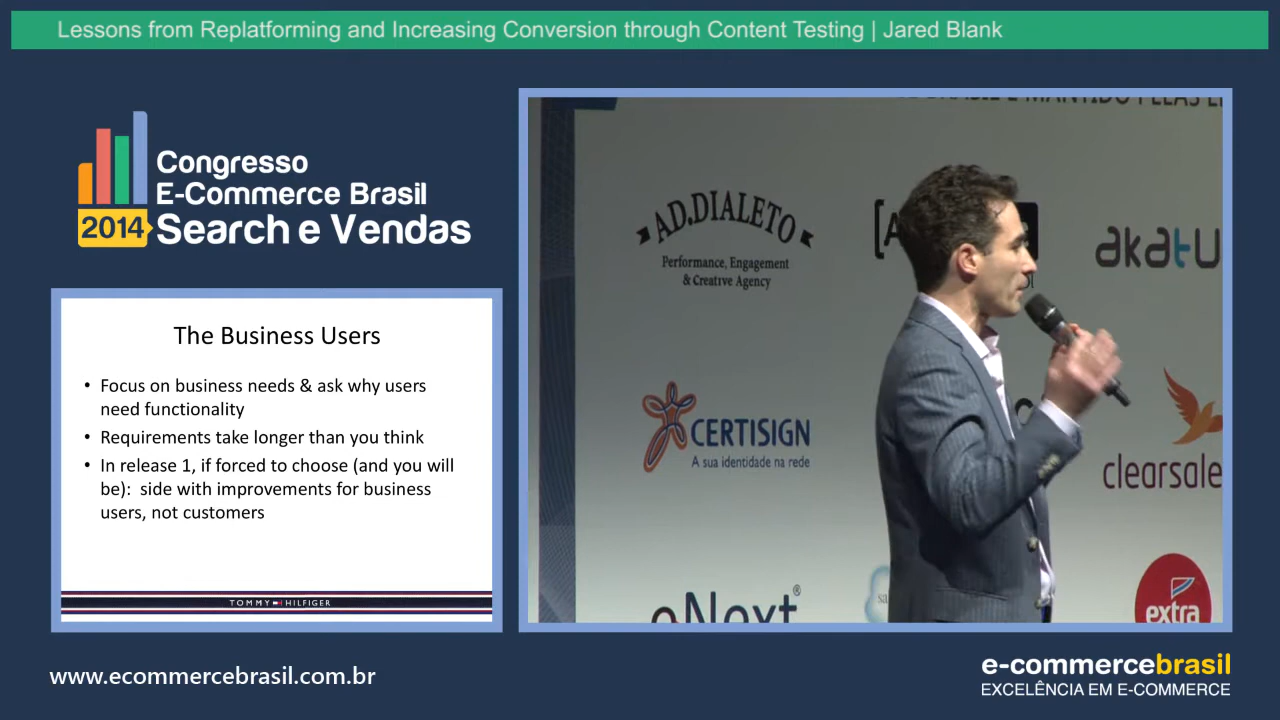 Lessons from Replatforming and Increasing Conversion through Content Testing | Jared Blank
Congresso
E-Commerce Brasil
2014 Search e Vendas
The Business Users
• Focus on business needs & ask why users
need functionality
• Requirements take longer than you think
• In release 1, if forced to choose (and you will
be): side with improvements for business
users, not customers
TOMMY HILFIGER
AD.DIALETO
Performance, Engagement
& Creative Agency
akatu
CERTISIGN
A sua identidade na rede
clearsale
eNext®
extra
www.ecommercebrasil.com.br
e-commercebrasil
EXCELÊNCIA EM E-COMMERCE